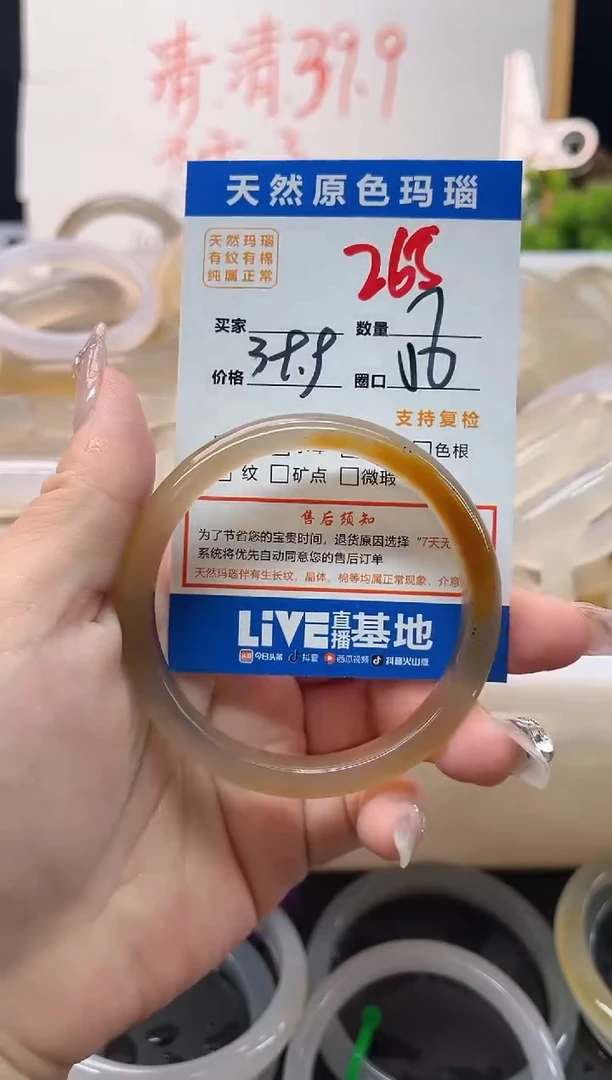 清清39.9
天然原色玛瑙
天然玛瑙
有纹有棉
纯属正常
265
买家 数量
价格39.9 圈口
支持复检
色根
纹 □矿点 □微瑕
售后须知
为了节省您的宝贵时间，退货原因选择“7天无
系统将优先自动同意您的售后订单
天然玛瑙伴有生长纹，晶体，棉等均属正常现象，介意
LiVE直播基地
今日头条 抖音 西瓜视频 抖音火山版